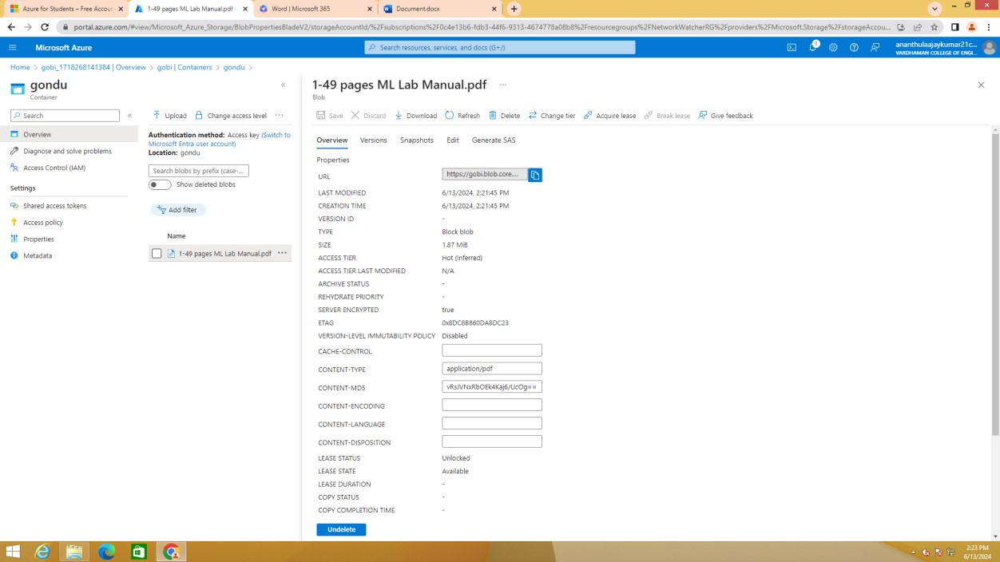 Azure for Students – Free Accou
1-49 pages ML Lab Manual.pdf -
Word | Microsoft 365
Document.docx
portal.azure.com/#view/Microsoft_Azure_Storage/BlobPropertiesBladeV2/storageAccountId/%2Fsubscriptions%2F0c4e13b6-fdb3-44f6-9313-4674778a08b8%2Fresourcegroups%2FNetworkWatcherRG%2Fproviders%2FMicrosoft.Storage%2FstorageAccou...
Microsoft Azure
Search resources, services, and docs (G+/)
3
ananthulaajaykumar21c...
VARDHAMAN COLLEGE OF ENGI...
Home > gobi_1718268141384 | Overview > gobi | Containers > gondu >
gondu
Container
Search
Overview
Diagnose and solve problems
Access Control (IAM)
Settings
Shared access tokens
Access policy
Properties
Metadata
Upload
Change access level
Authentication method: Access key (Switch to
Microsoft Entra user account)
Location: gondu
Search blobs by prefix (case-...
Show deleted blobs
Add filter
Name
1-49 pages ML Lab Manual.pdf
1-49 pages ML Lab Manual.pdf
Blob
Save Discard Download Refresh Delete Change tier Acquire lease Break lease Give feedback
Overview Versions Snapshots Edit Generate SAS
Properties
URL https://gobi.blob.core....
LAST MODIFIED 6/13/2024, 2:21:45 PM
CREATION TIME 6/13/2024, 2:21:45 PM
VERSION ID -
TYPE Block blob
SIZE 1.87 MiB
ACCESS TIER Hot (Inferred)
ACCESS TIER LAST MODIFIED N/A
ARCHIVE STATUS -
REHYDRATE PRIORITY -
SERVER ENCRYPTED true
ETAG 0x8DC8B860DA8DC23
VERSION-LEVEL IMMUTABILITY POLICY Disabled
CACHE-CONTROL
CONTENT-TYPE application/pdf
CONTENT-MD5 vRsJVNxRbOEk4Kaj6/UcOg==
CONTENT-ENCODING
CONTENT-LANGUAGE
CONTENT-DISPOSITION
LEASE STATUS Unlocked
LEASE STATE Available
LEASE DURATION -
COPY STATUS -
COPY COMPLETION TIME -
Undelete
2:23 PM
6/13/2024